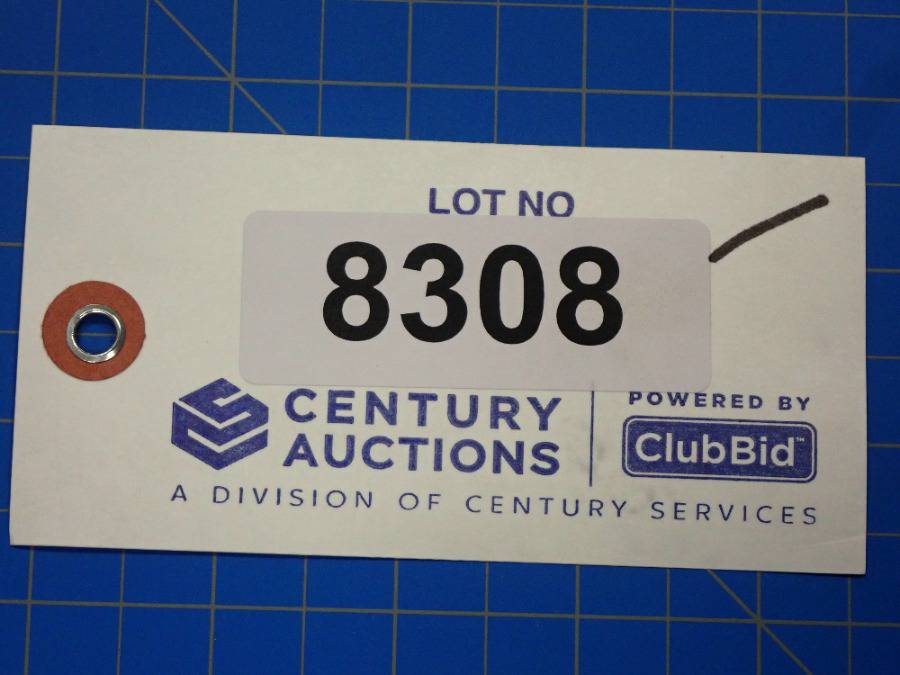 LOT NO
8308
CENTURY
AUCTIONS
POWERED BY
ClubBid™
A DIVISION OF CENTURY SERVICES